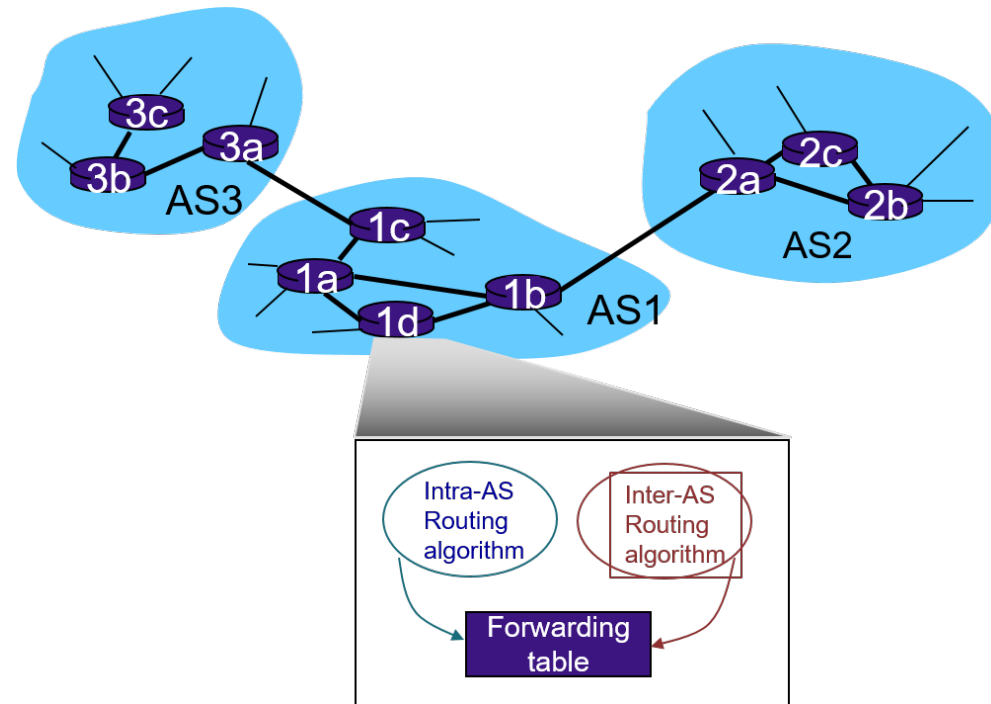 3c
3a
3b
AS3
2c
2a
2b
AS2
1c
1a
1b
AS1
1d
Intra-AS
Routing
algorithm
Inter-AS
Routing
algorithm
Forwarding
table